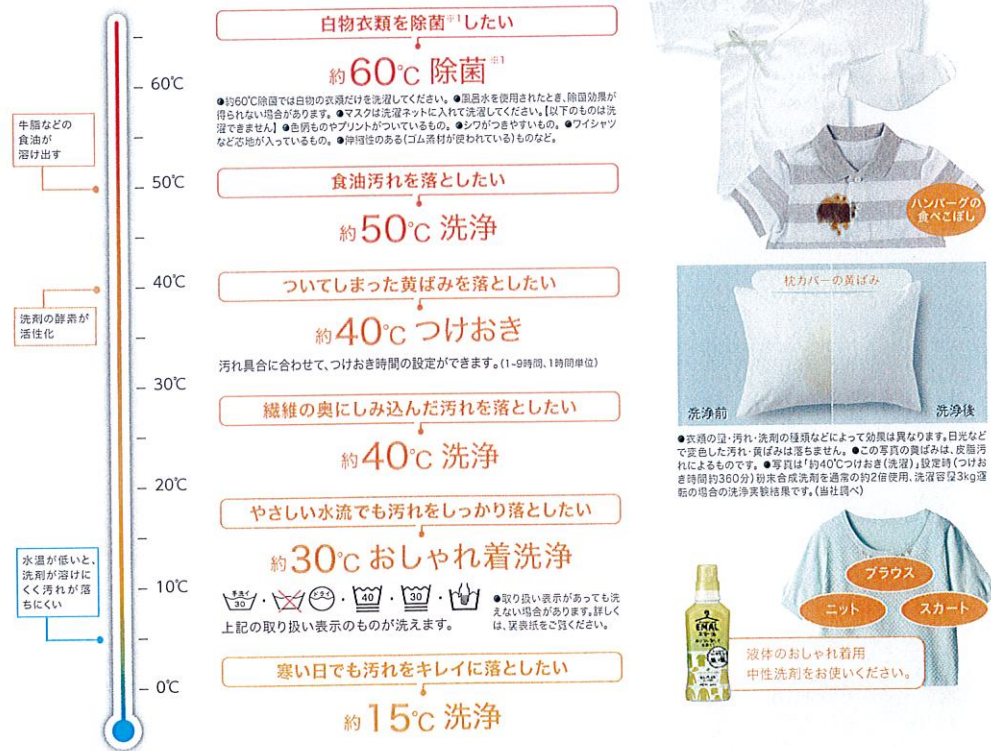 60℃
50℃
40℃
30℃
20℃
10℃
0℃
牛脂などの
食油が
溶け出す
洗剤の酵素が
活性化
水温が低いと、
洗剤が溶けに
くく汚れが落
ちにくい
白物衣類を除菌※1したい
約60℃ 除菌※1
●約60℃除菌では白物の衣類だけを洗濯してください。●風呂水を使用されたとき、除菌効果が
得られない場合があります。●マスクは洗濯ネットに入れて洗濯してください。【以下のものは洗
濯できません】●色柄ものやプリントがついているもの。●シワがつきやすいもの。●ワイシャツ
など芯地が入っているもの。●伸縮性のある(ゴム素材が使われている)ものなど。
食油汚れを落としたい
約50℃ 洗浄
ついてしまった黄ばみを落としたい
約40℃ つけおき
汚れ具合に合わせて、つけおき時間の設定ができます。(1~9時間、1時間単位)
繊維の奥にしみ込んだ汚れを落としたい
約40℃ 洗浄
やさしい水流でも汚れをしっかり落としたい
約30℃ おしゃれ着洗浄
手洗イ 30・ドライ・40・30・
上記の取り扱い表示のものが洗えます。
●取り扱い表示があっても洗
えない場合があります。詳しく
は、裏表紙をご覧ください。
寒い日でも汚れをキレイに落としたい
約15℃ 洗浄
ハンバーグの
食べこぼし
枕カバーの黄ばみ
洗浄前
洗浄後
●衣類の量・汚れ・洗剤の種類などによって効果は異なります。日光など
で変色した汚れ・黄ばみは落ちません。●この写真の黄ばみは、皮脂汚
れによるものです。●写真は「約40℃つけおき(洗濯)」設定時(つけお
き時間約360分)粉末合成洗剤を通常の約2倍使用、洗濯容量3kg運
転の場合の洗浄実験結果です。(当社調べ)
ブラウス
ニット
スカート
EMAL
液体のおしゃれ着用
中性洗剤をお使いください。